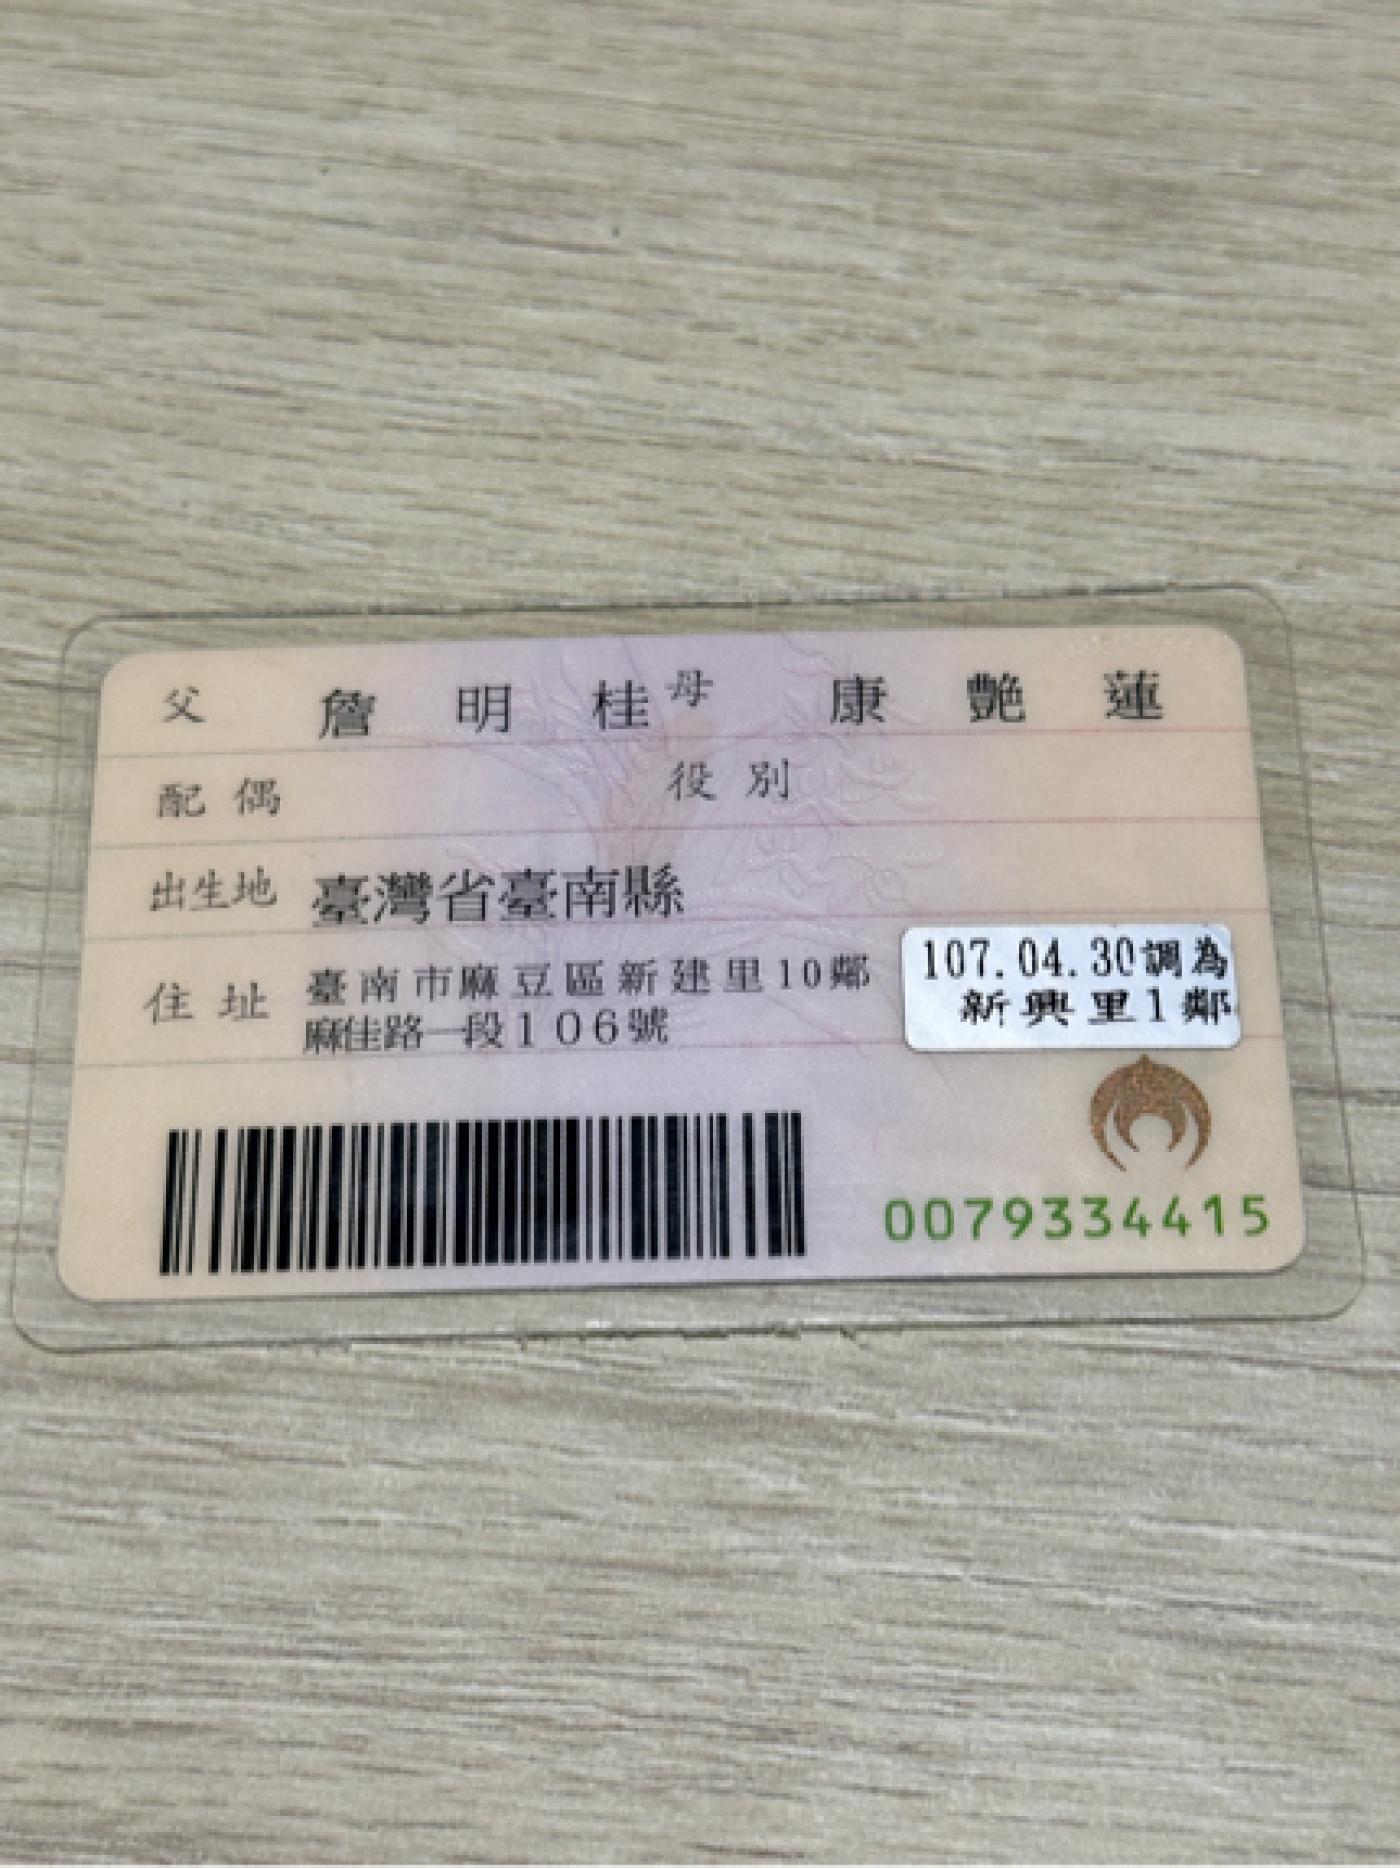 父 詹明桂 母 康艷蓮
配偶 役別
出生地 臺灣省臺南縣
住址 臺南市麻豆區新建里10鄰
麻佳路一段106號
107.04.30調為
新興里1鄰
0079334415